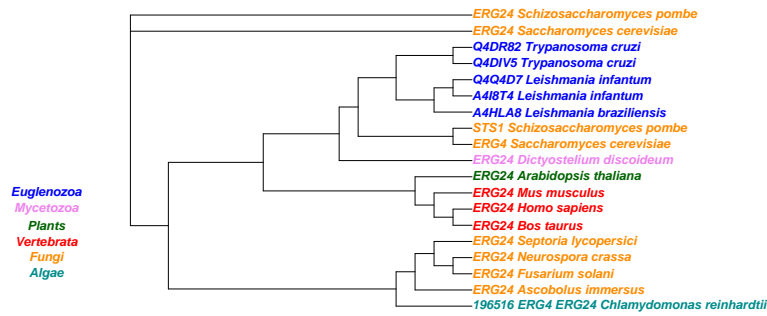 ERG24 Schizosaccharomyces pombe
ERG24 Saccharomyces cerevisiae
Q4DR82 Trypanosoma cruzi
Q4DIV5 Trypanosoma cruzi
Q4Q4D7 Leishmania infantum
A4I8T4 Leishmania infantum
A4HLA8 Leishmania braziliensis
STS1 Schizosaccharomyces pombe
ERG4 Saccharomyces cerevisiae
ERG24 Dictyostelium discoideum
ERG24 Arabidopsis thaliana
ERG24 Mus musculus
ERG24 Homo sapiens
ERG24 Bos taurus
ERG24 Septoria lycopersici
ERG24 Neurospora crassa
ERG24 Fusarium solani
ERG24 Ascobolus immersus
196516 ERG4 ERG24 Chlamydomonas reinhardtii
Euglenozoa
Mycetozoa
Plants
Vertebrata
Fungi
Algae